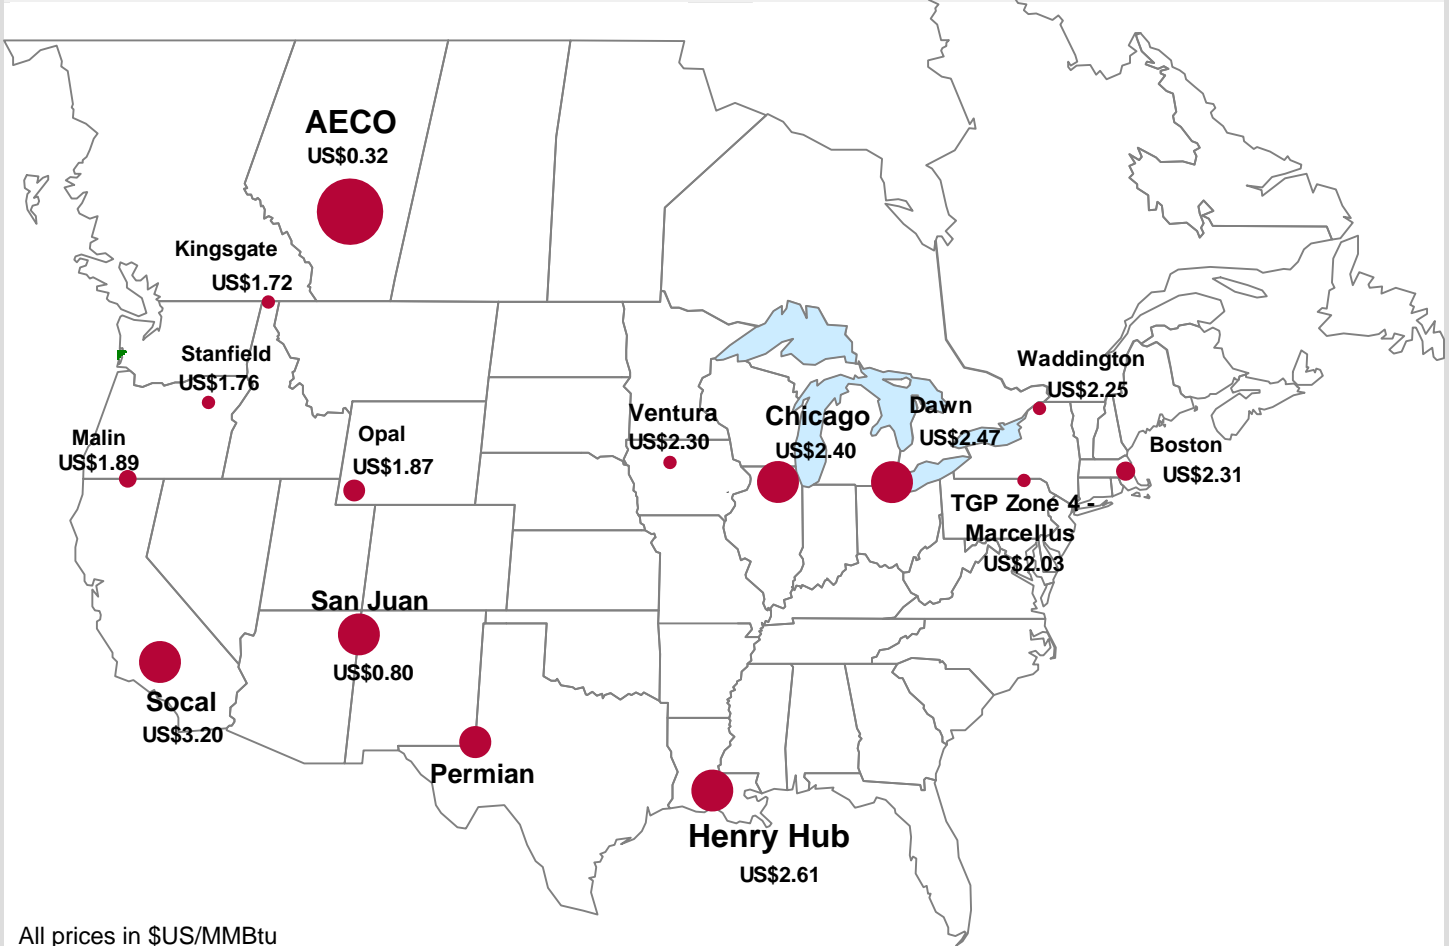 AECO
US$0.32
Kingsgate
US$1.72
Stanfield
US$1.76
Malin
US$1.89
Opal
US$1.87
Ventura
US$2.30
Chicago
US$2.40
Dawn
US$2.47
Waddington
US$2.25
Boston
US$2.31
TGP Zone 4 -
Marcellus
US$2.03
San Juan
US$0.80
Socal
US$3.20
Permian
Henry Hub
US$2.61
All prices in $US/MMBtu